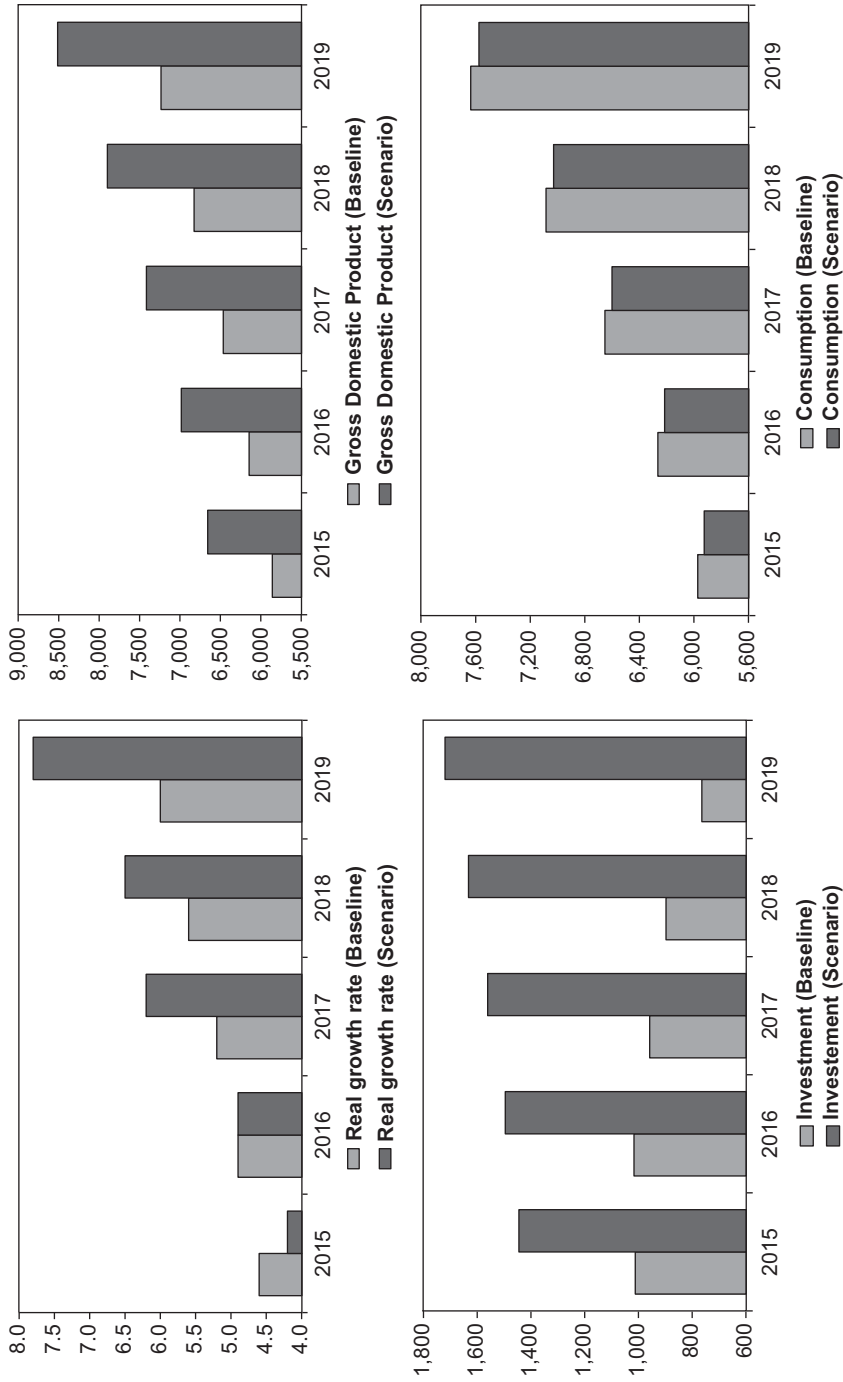 8.0
7.5
7.0
6.5
6.0
5.5
5.0
4.5
4.0
2015 2016 2017 2018 2019
Real growth rate (Baseline)
Real growth rate (Scenario)
9,000
8,500
8,000
7,500
7,000
6,500
6,000
5,500
2015 2016 2017 2018 2019
Gross Domestic Product (Baseline)
Gross Domestic Product (Scenario)
1,800
1,600
1,400
1,200
1,000
800
600
2015 2016 2017 2018 2019
Investment (Baseline)
Investement (Scenario)
8,000
7,600
7,200
6,800
6,400
6,000
5,600
2015 2016 2017 2018 2019
Consumption (Baseline)
Consumption (Scenario)